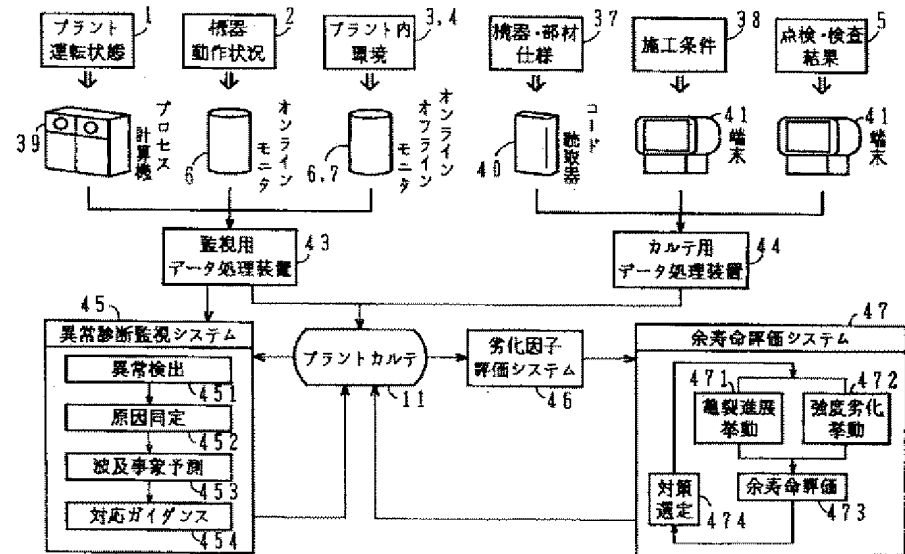 1
プラント
運転状態
2
機器
動作状況
3,4
プラント内
環境
37
機器・部材
仕様
38
施工条件
5
点検・検査
結果
39
プロセス
計算機
6
オンライン
モニタ
6,7
オンライン
オフライン
モニタ
40
コード
読取器
41
端末
41
端末
監視用
データ処理装置
43
カルテ用
データ処理装置
44
45
異常診断監視システム
異常検出
451
原因同定
452
波及事象予測
453
対応ガイダンス
454
プラントカルテ
11
劣化因子
評価システム
46
47
余寿命評価システム
471
亀裂進展
挙動
472
強度劣化
挙動
余寿命評価
473
対策
選定
474